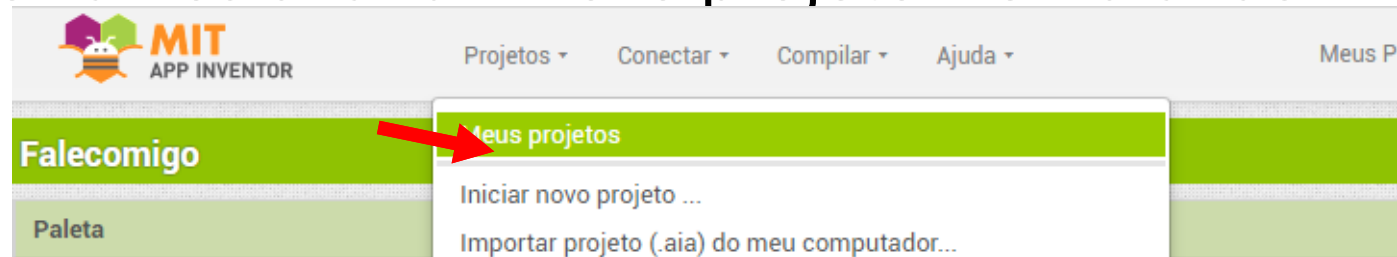 MIT
APP INVENTOR
Projetos Conectar Compilar Ajuda Meus P
Meus projetos
Falecomigo
Iniciar novo projeto ...
Paleta
Importar projeto (.aia) do meu computador...